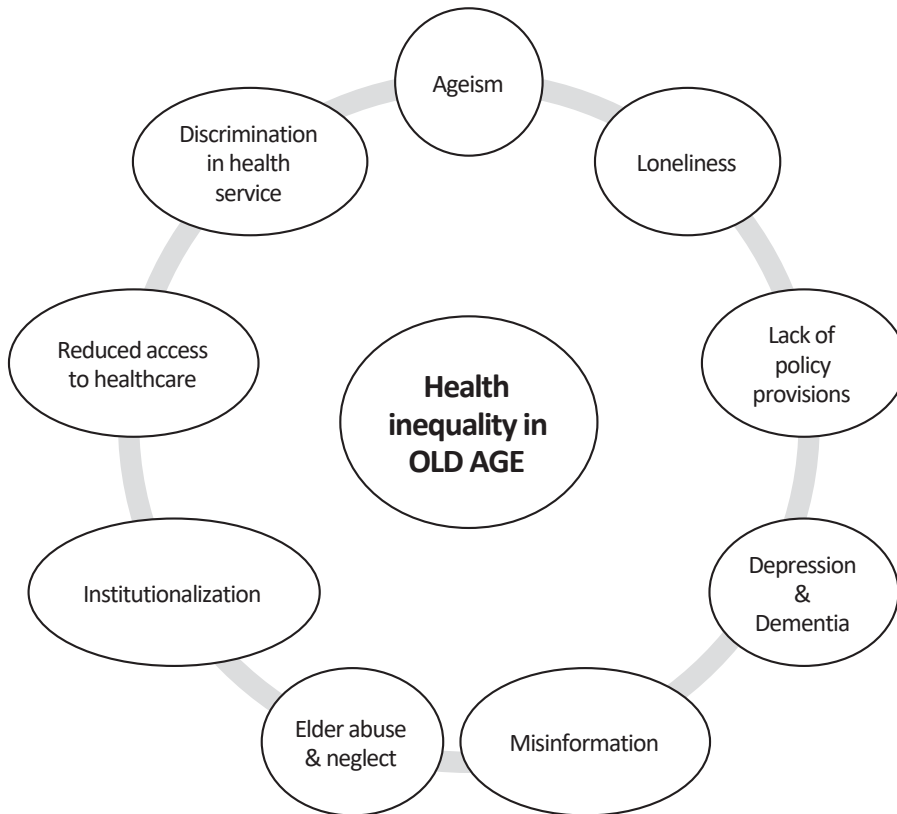 Ageism
Loneliness
Lack of
policy
provisions
Depression
&
Dementia
Misinformation
Elder abuse
& neglect
Institutionalization
Reduced access
to healthcare
Discrimination
in health
service
Health
inequality in
OLD AGE